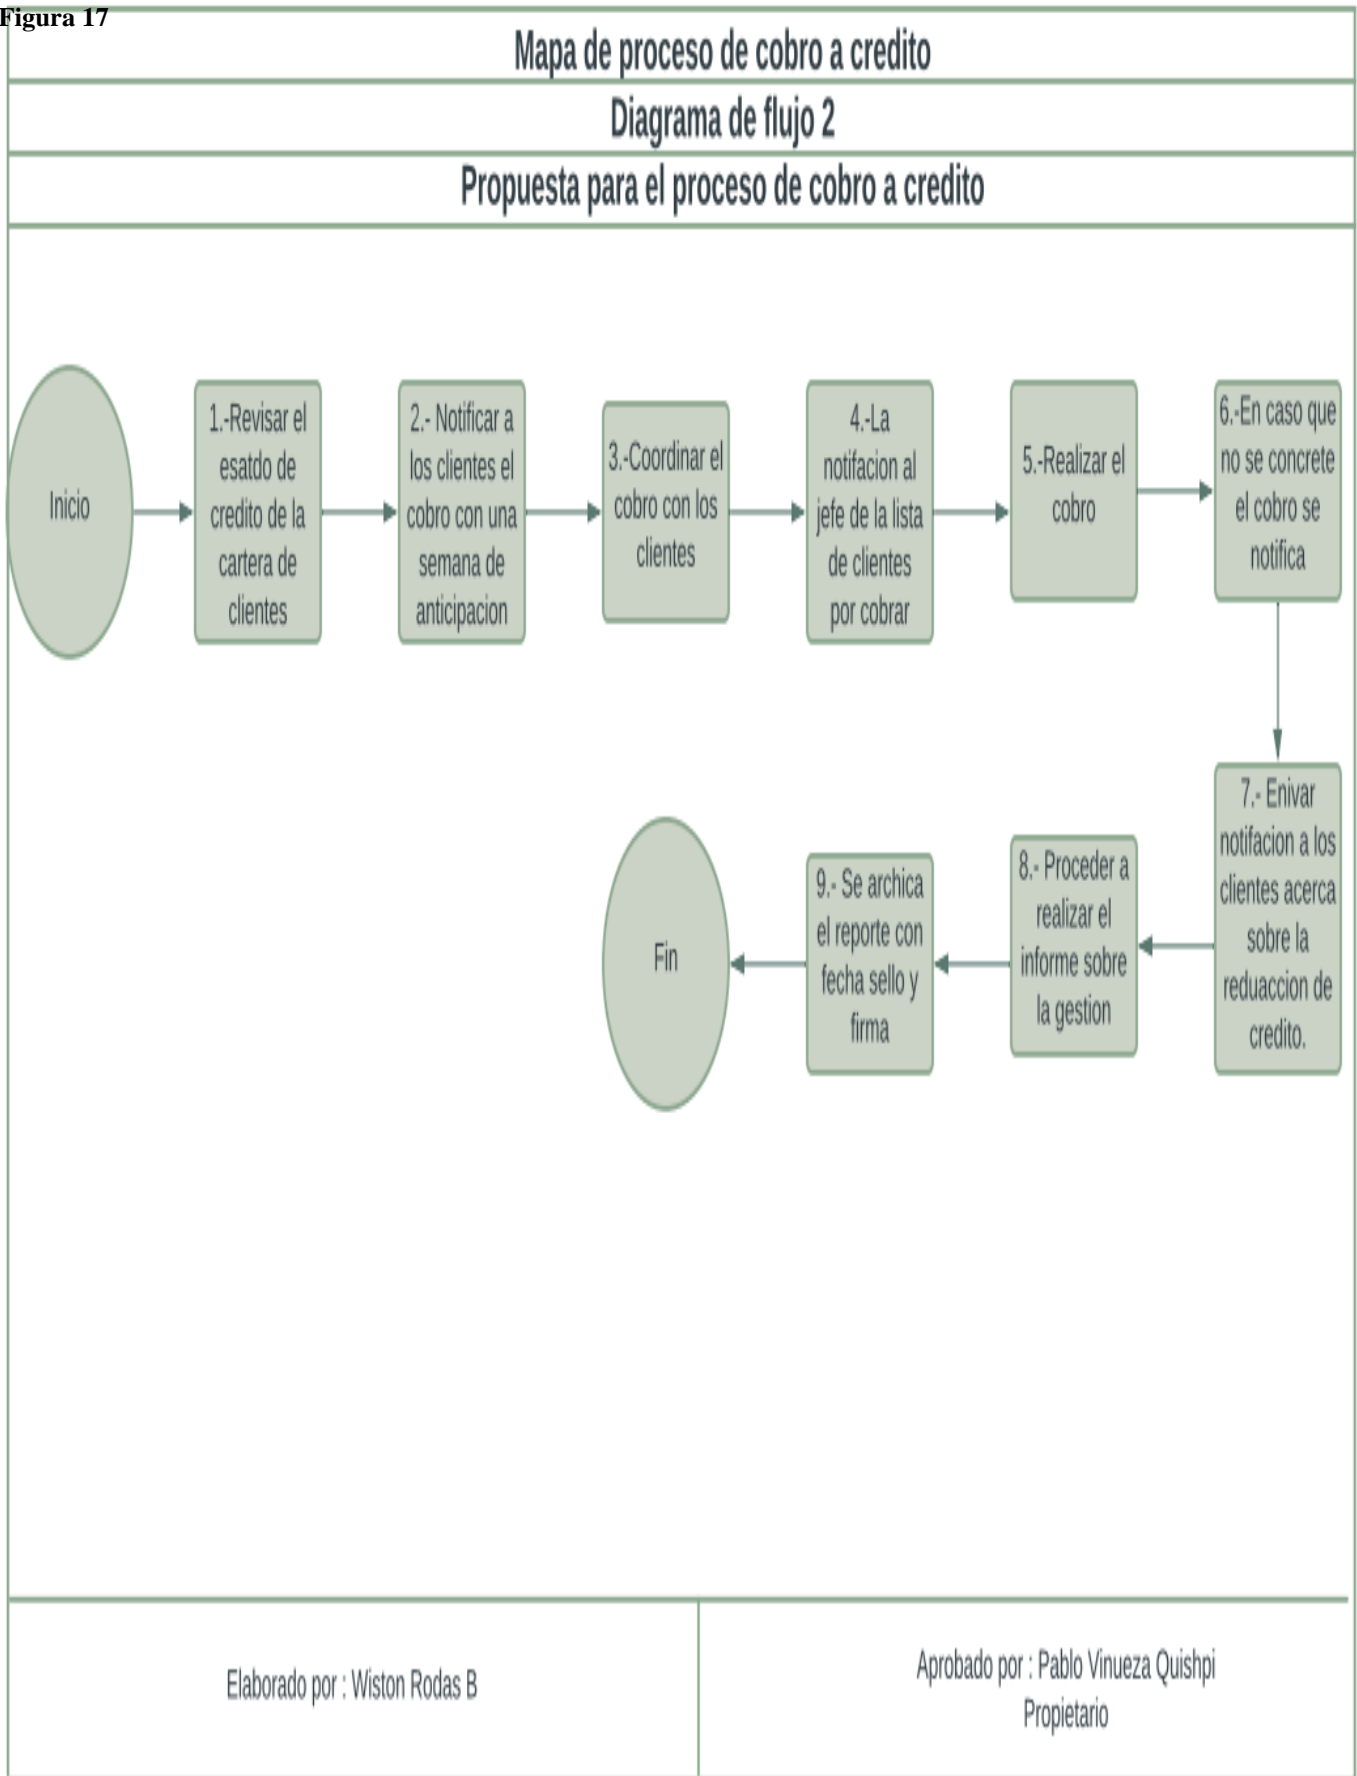 Figura 17
Mapa de proceso de cobro a credito
Diagrama de flujo 2
Propuesta para el proceso de cobro a credito
Inicio
1.-Revisar el
esatdo de
credito de la
cartera de
clientes
2.- Notificar a
los clientes el
cobro con una
semana de
anticipacion
3.-Coordinar el
cobro con los
clientes
4.-La
notifacion al
jefe de la lista
de clientes
por cobrar
5.-Realizar el
cobro
6.-En caso que
no se concrete
el cobro se
notifica
7.- Enivar
notifacion a los
clientes acerca
sobre la
reduaccion de
credito.
8.- Proceder a
realizar el
informe sobre
la gestion
9.- Se archica
el reporte con
fecha sello y
firma
Fin
Elaborado por : Wiston Rodas B
Aprobado por : Pablo Vinueza Quishpi
Propietario